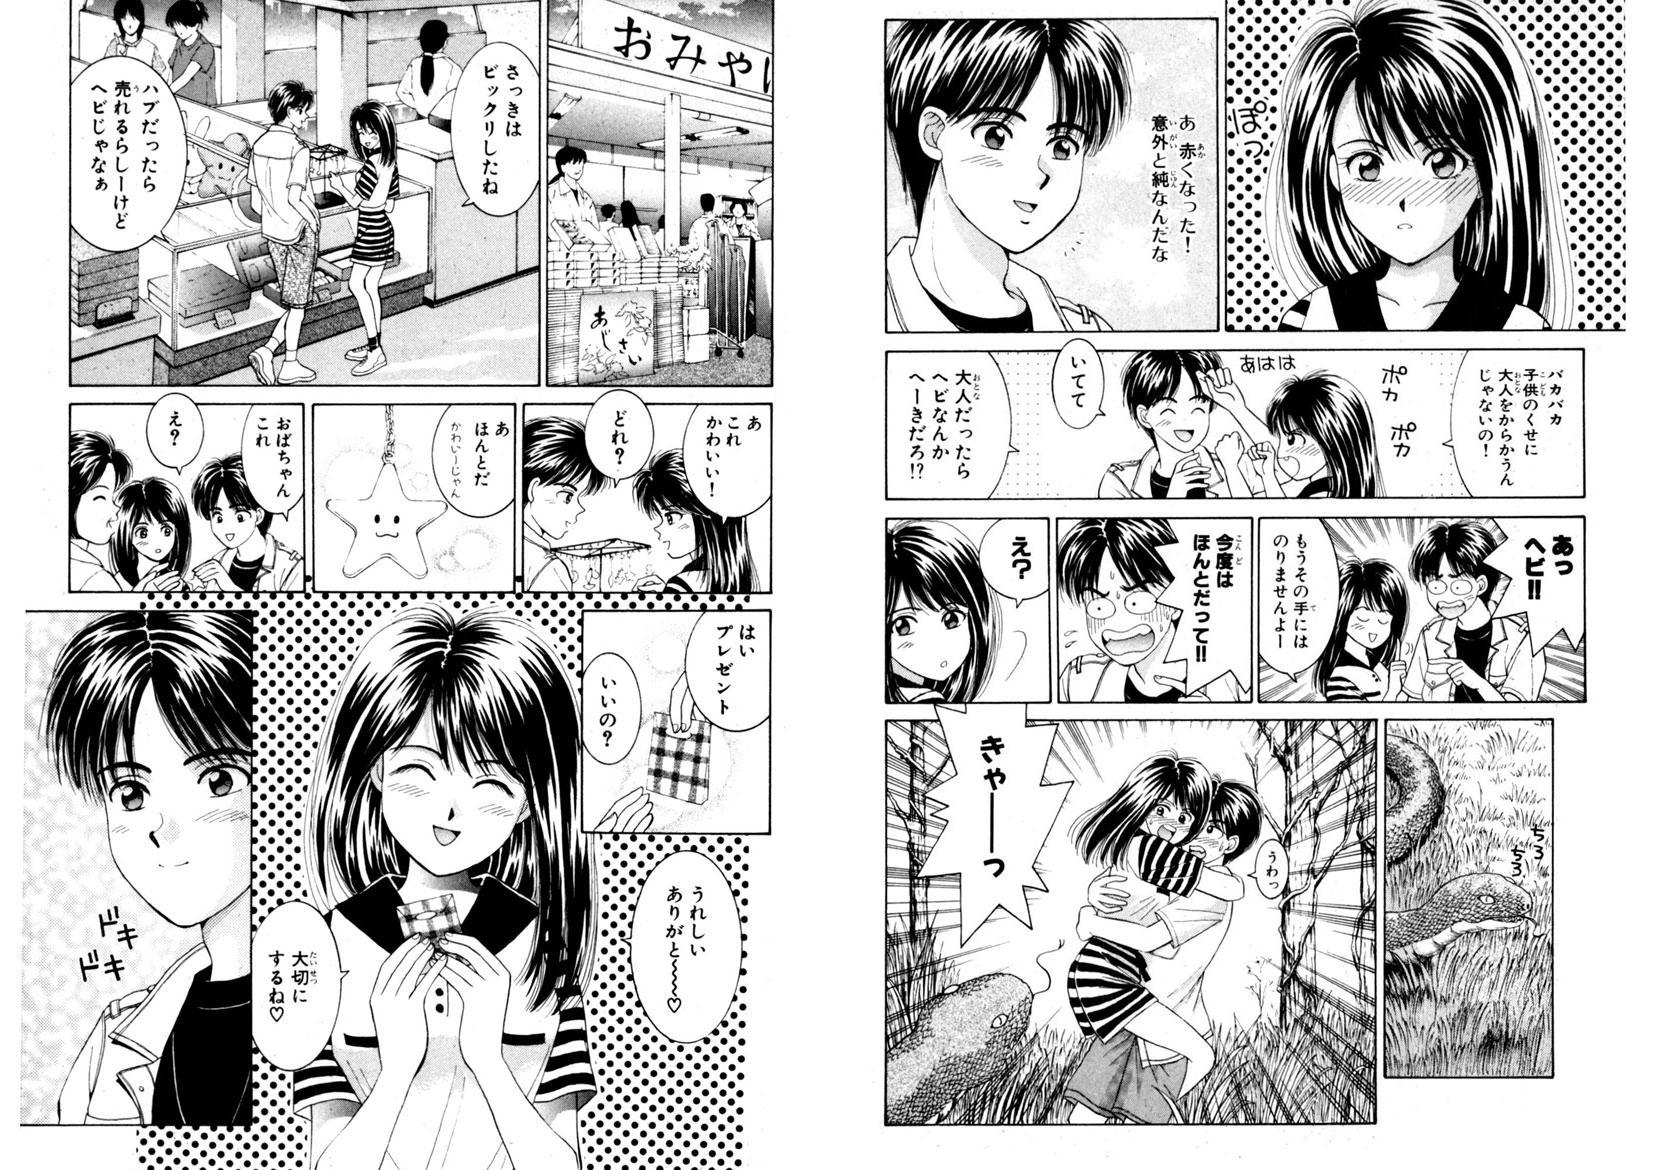 ぽっ
あ　赤くなった！
意外と純なんだな
バカバカ
子供のくせに
大人をからかうん
じゃないの！
ポカ
ポカ
あはは
いてて
大人だったら
ヘビなんか
へーきだろ!?
あっ
ヘビ!!
もうその手には
のりませんよー
今度は
ほんとだって!!
え？
ちろ
ちろ
うわっ
きゃーっ
おみやげ
あじさい
さっきは
ビックリしたね
ハブだったら
売れるらしーけど
ヘビじゃなぁ
あ
これ
かわいい！
どれ？
あ
ほんとだ
かわいーじゃん
おばちゃん
これ
え？
はい
プレゼント
いいの？
うれしい
ありがと〜〜〜♡
大切に
するね♡
ドキ
ドキ